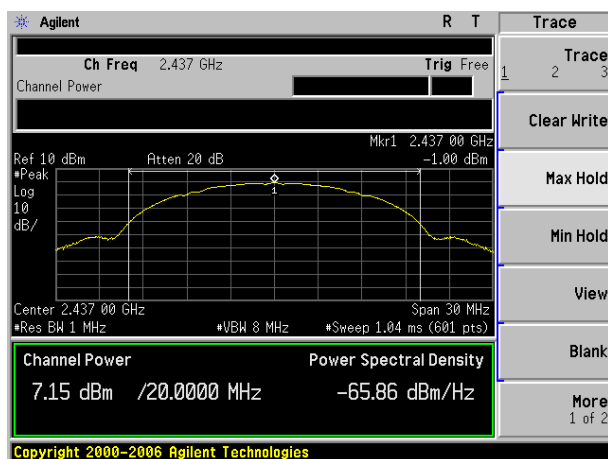 Agilent R T Trace
Ch Freq 2.437 GHz Trig Free
Channel Power
Trace
1 2 3
Clear Write
Max Hold
Min Hold
View
Blank
More
1 of 2
Mkr1 2.437 00 GHz
Ref 10 dBm Atten 20 dB -1.00 dBm
#Peak
Log
10
dB/
1
Center 2.437 00 GHz Span 30 MHz
#Res BW 1 MHz #VBW 8 MHz #Sweep 1.04 ms (601 pts)
Channel Power Power Spectral Density
7.15 dBm /20.0000 MHz -65.86 dBm/Hz
Copyright 2000-2006 Agilent Technologies